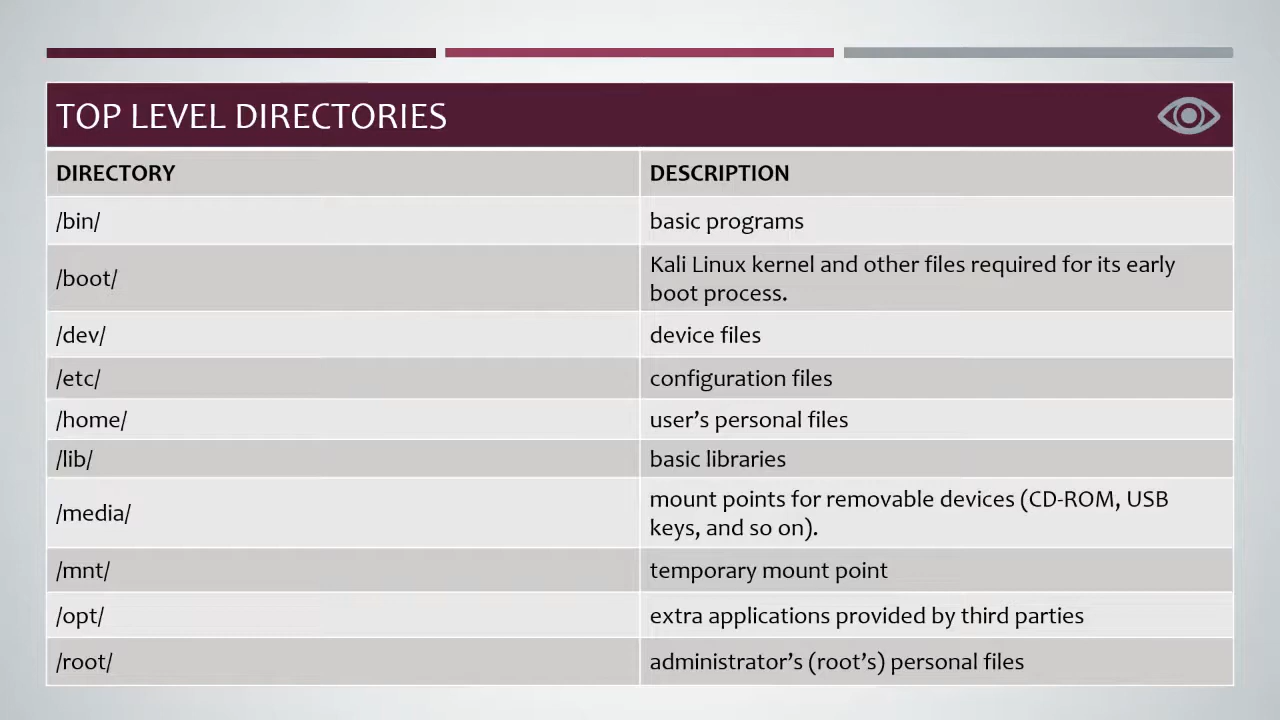 TOP LEVEL DIRECTORIES
DIRECTORY DESCRIPTION
/bin/ basic programs
/boot/ Kali Linux kernel and other files required for its early
boot process.
/dev/ device files
/etc/ configuration files
/home/ user’s personal files
/lib/ basic libraries
/media/ mount points for removable devices (CD-ROM, USB
keys, and so on).
/mnt/ temporary mount point
/opt/ extra applications provided by third parties
/root/ administrator’s (root’s) personal files